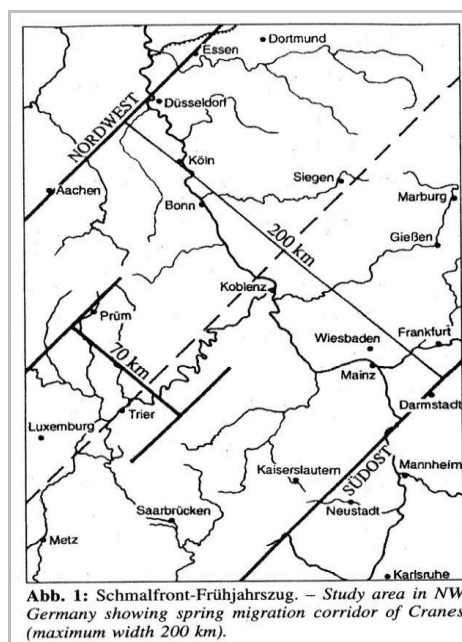 Dortmund
Essen
Düsseldorf
NORDWEST
Köln
Aachen
Siegen
Bonn
Marburg
200 km
Gießen
Koblenz
Prüm
Wiesbaden
Frankfurt
70 km
Mainz
Trier
Darmstadt
Luxemburg
Kaiserslautern
SÜDOST
Mannheim
Neustadt
Saarbrücken
Metz
Karlsruhe
Abb. 1: Schmalfront-Frühjahrszug. – Study area in NW
Germany showing spring migration corridor of Cranes
(maximum width 200 km).